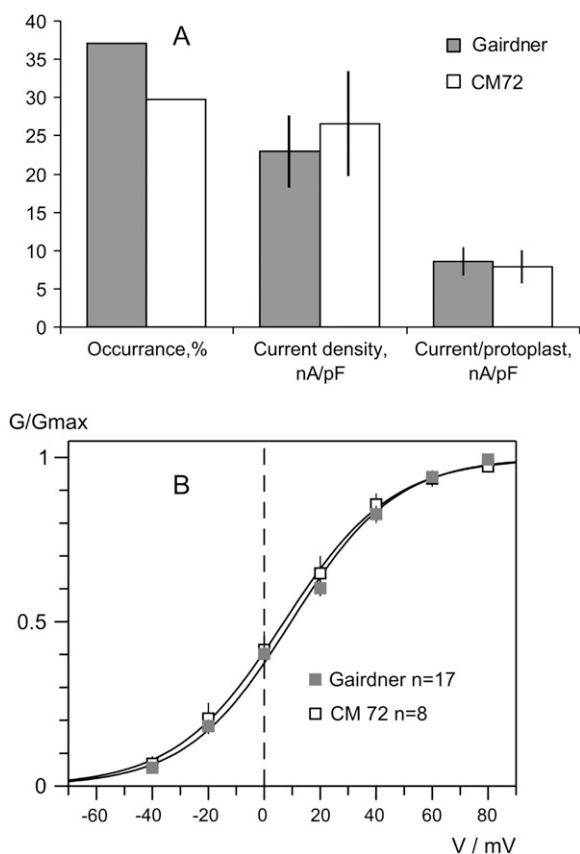 40
35
30
25
20
15
10
5
0
A
Gairdner
CM72
Occurrance,%
Current density,
nA/pF
Current/protoplast,
nA/pF
G/Gmax
1
0.5
0
B
Gairdner n=17
CM 72 n=8
-60 -40 -20 0 20 40 60 80
V / mV